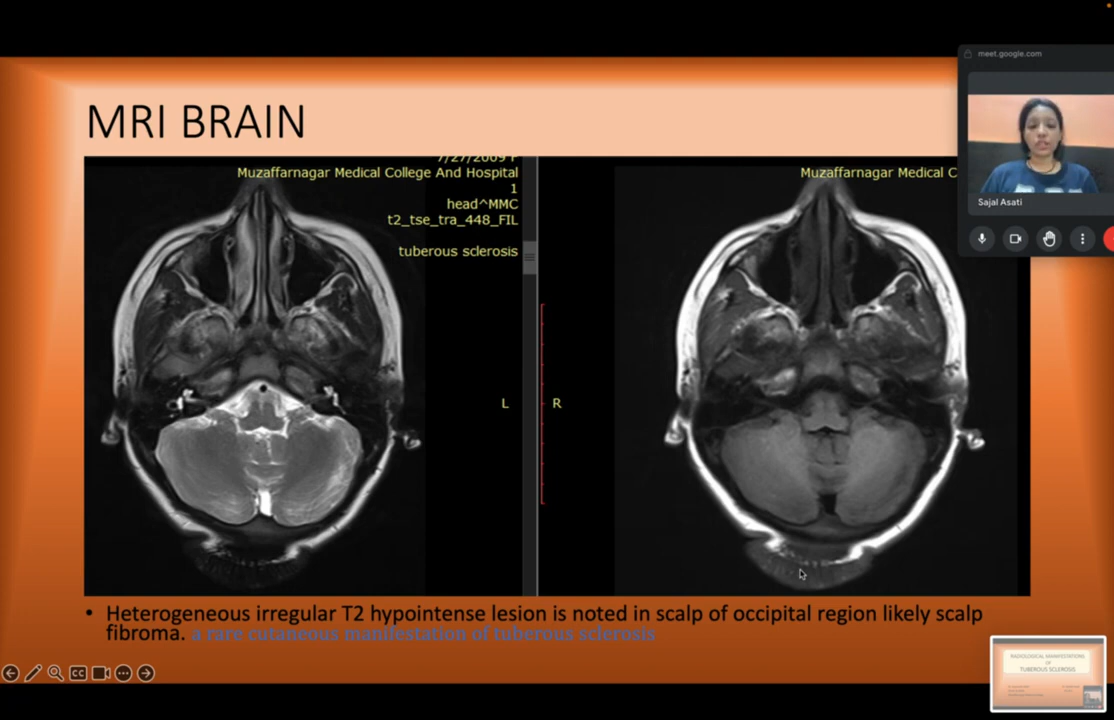 meet.google.com
MRI BRAIN
7/27/2009 F
Muzaffarnagar Medical College And Hospital
1
head^MMC
t2_tse_tra_448_FIL
tuberous sclerosis
L
R
Muzaffarnagar Medical C
Sajal Asati
• Heterogeneous irregular T2 hypointense lesion is noted in scalp of occipital region likely scalp
fibroma. a rare cutaneous manifestation of tuberous sclerosis
CC
RADIOLOGICAL MANIFESTATIONS
OF
TUBEROUS SCLEROSIS